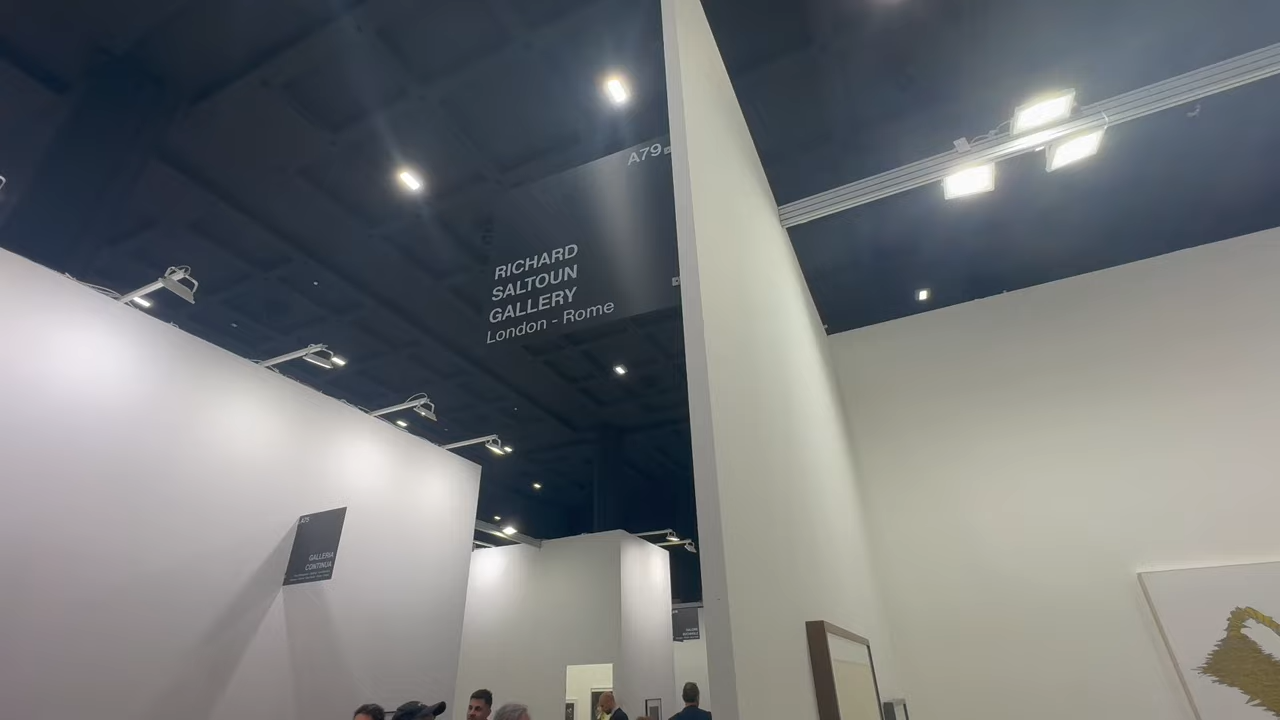 A79
RICHARD
SALTOUN
GALLERY
London - Rome
GALLERIA
CONTINUA